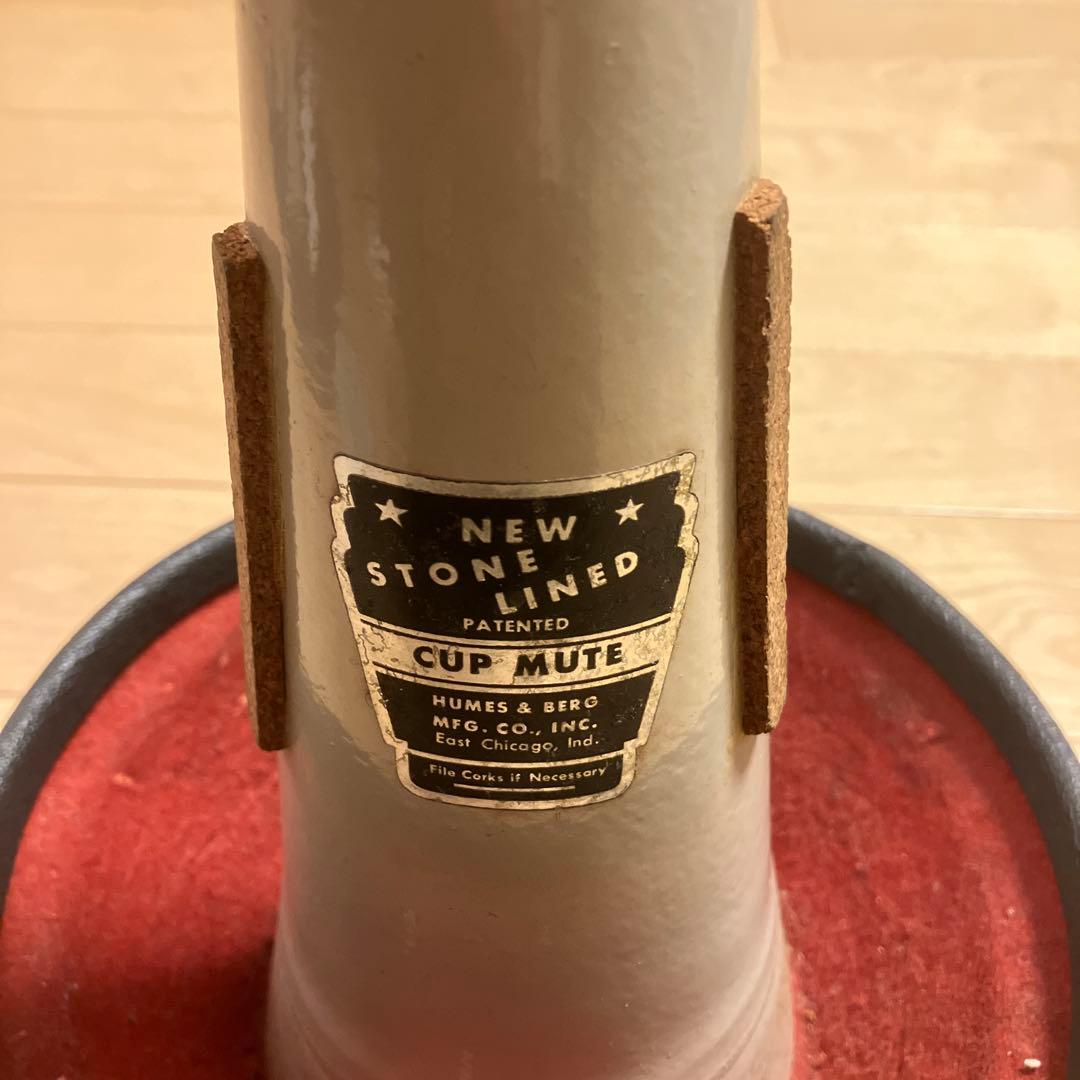 NEW
STONE
LINED
PATENTED
CUP MUTE
HUMES & BERG
MFG. CO., INC.
East Chicago, Ind.
File Corks if Necessary